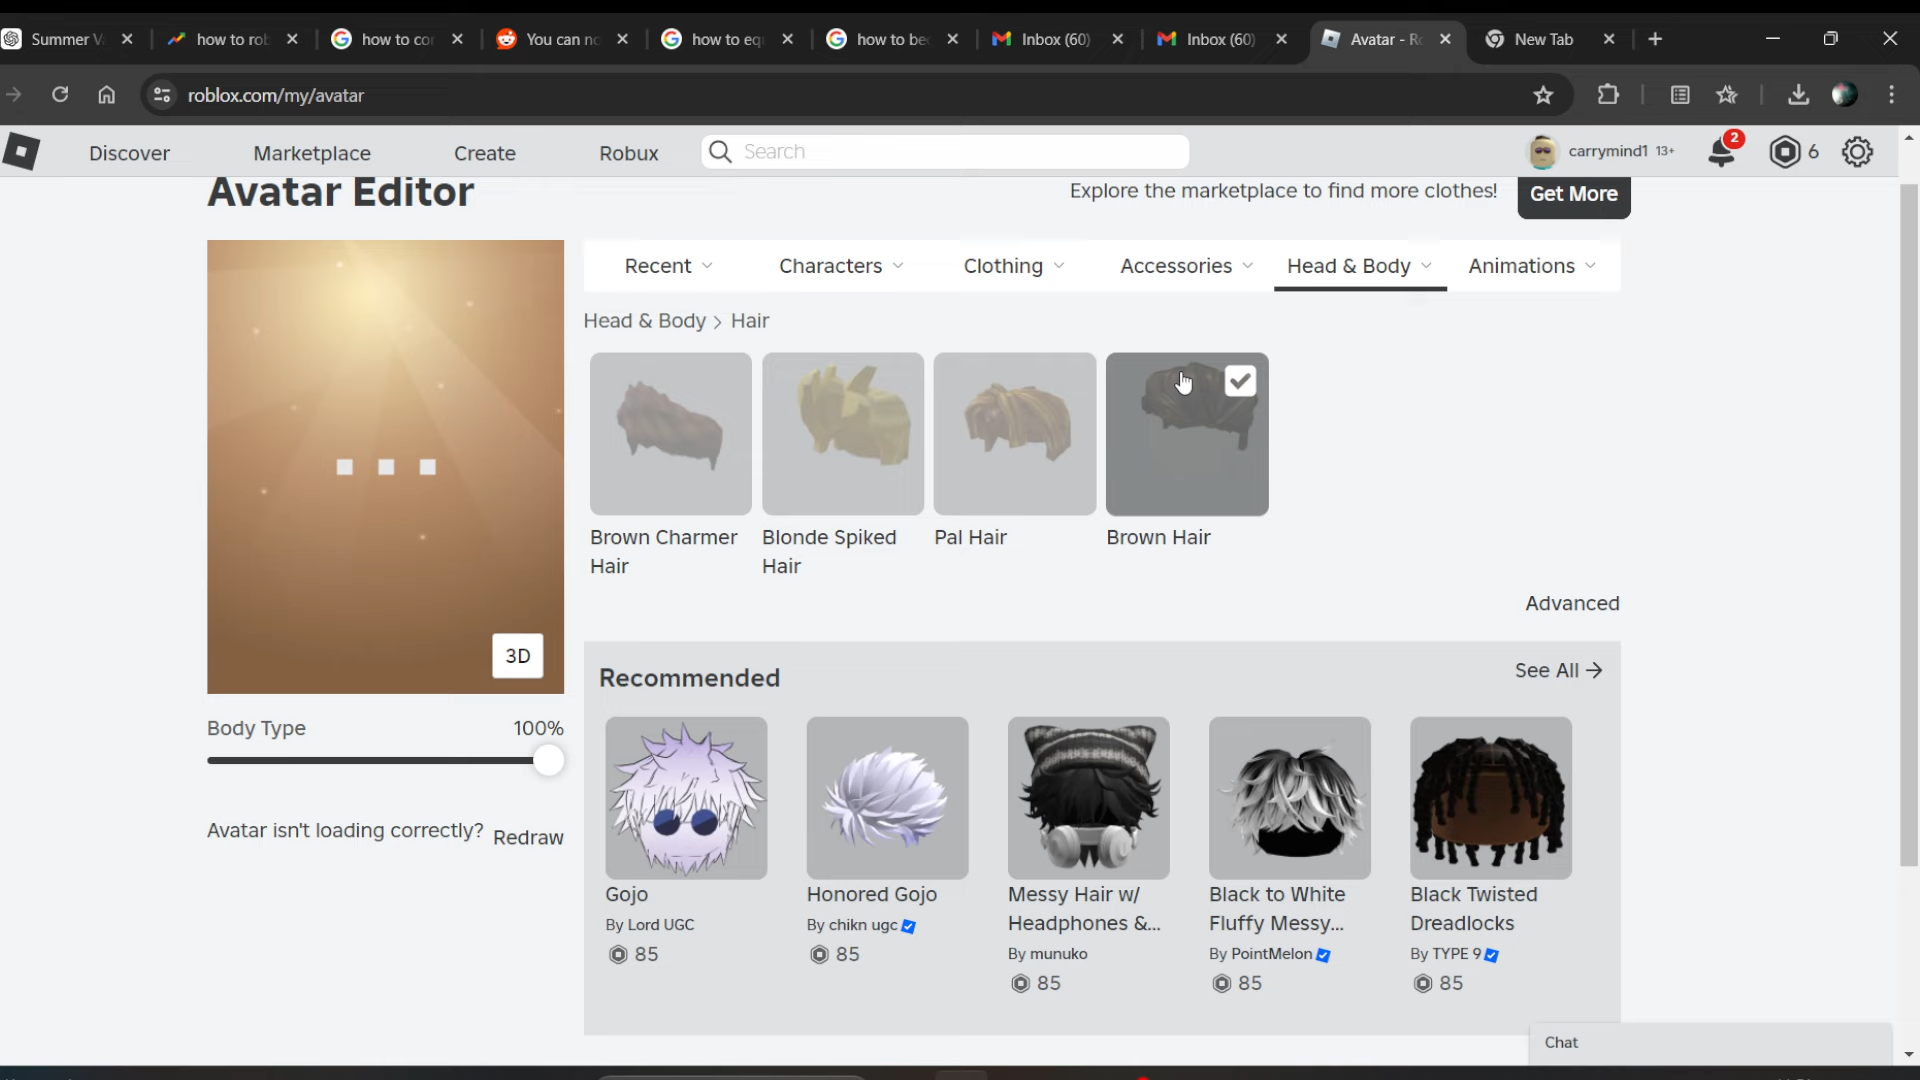 Summer V
how to rob
how to cor
You can no
how to equ
how to bec
Inbox (60)
Inbox (60)
Avatar - Ro
New Tab
roblox.com/my/avatar
Discover
Marketplace
Create
Robux
Search
carrymind1 13+
2
6
Avatar Editor
Explore the marketplace to find more clothes!
Get More
Recent
Characters
Clothing
Accessories
Head & Body
Animations
Head & Body > Hair
Brown Charmer
Hair
Blonde Spiked
Hair
Pal Hair
Brown Hair
Advanced
3D
Body Type 100%
Avatar isn't loading correctly? Redraw
Recommended
See All
Gojo
By Lord UGC
85
Honored Gojo
By chikn ugc
85
Messy Hair w/
Headphones &...
By munuko
85
Black to White
Fluffy Messy...
By PointMelon
85
Black Twisted
Dreadlocks
By TYPE 9
85
Chat